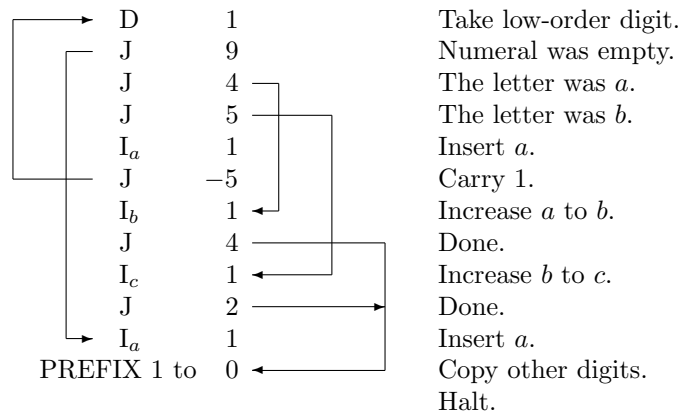 D 1 Take low-order digit.
J 9 Numeral was empty.
J 4 The letter was a.
J 5 The letter was b.
Iₐ 1 Insert a.
J −5 Carry 1.
I_b 1 Increase a to b.
J 4 Done.
I_c 1 Increase b to c.
J 2 Done.
Iₐ 1 Insert a.
PREFIX 1 to 0 Copy other digits.
Halt.